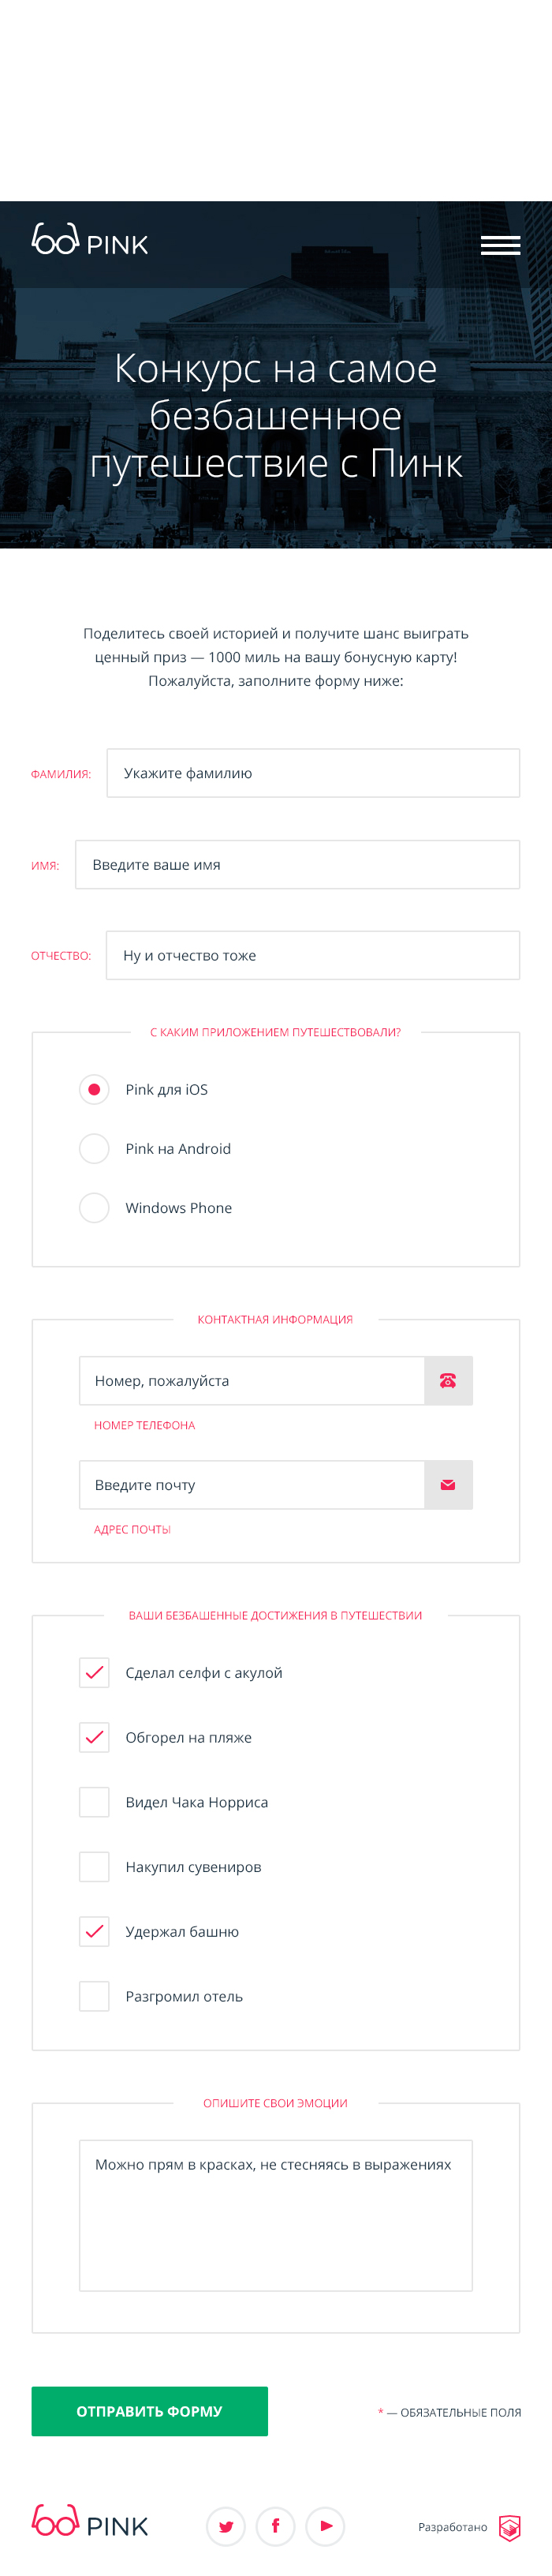 PINK
Конкурс на самое
безбашенное
путешествие с Пинк
Поделитесь своей историей и получите шанс выиграть
ценный приз — 1000 миль на вашу бонусную карту!
Пожалуйста, заполните форму ниже:
ФАМИЛИЯ: Укажите фамилию
ИМЯ: Введите ваше имя
ОТЧЕСТВО: Ну и отчество тоже
С КАКИМ ПРИЛОЖЕНИЕМ ПУТЕШЕСТВОВАЛИ?
Pink для iOS
Pink на Android
Windows Phone
КОНТАКТНАЯ ИНФОРМАЦИЯ
Номер, пожалуйста
НОМЕР ТЕЛЕФОНА
Введите почту
АДРЕС ПОЧТЫ
ВАШИ БЕЗБАШЕННЫЕ ДОСТИЖЕНИЯ В ПУТЕШЕСТВИИ
Сделал селфи с акулой
Обгорел на пляже
Видел Чака Норриса
Накупил сувениров
Удержал башню
Разгромил отель
ОПИШИТЕ СВОИ ЭМОЦИИ
Можно прям в красках, не стесняясь в выражениях
ОТПРАВИТЬ ФОРМУ * — ОБЯЗАТЕЛЬНЫЕ ПОЛЯ
PINK Разработано